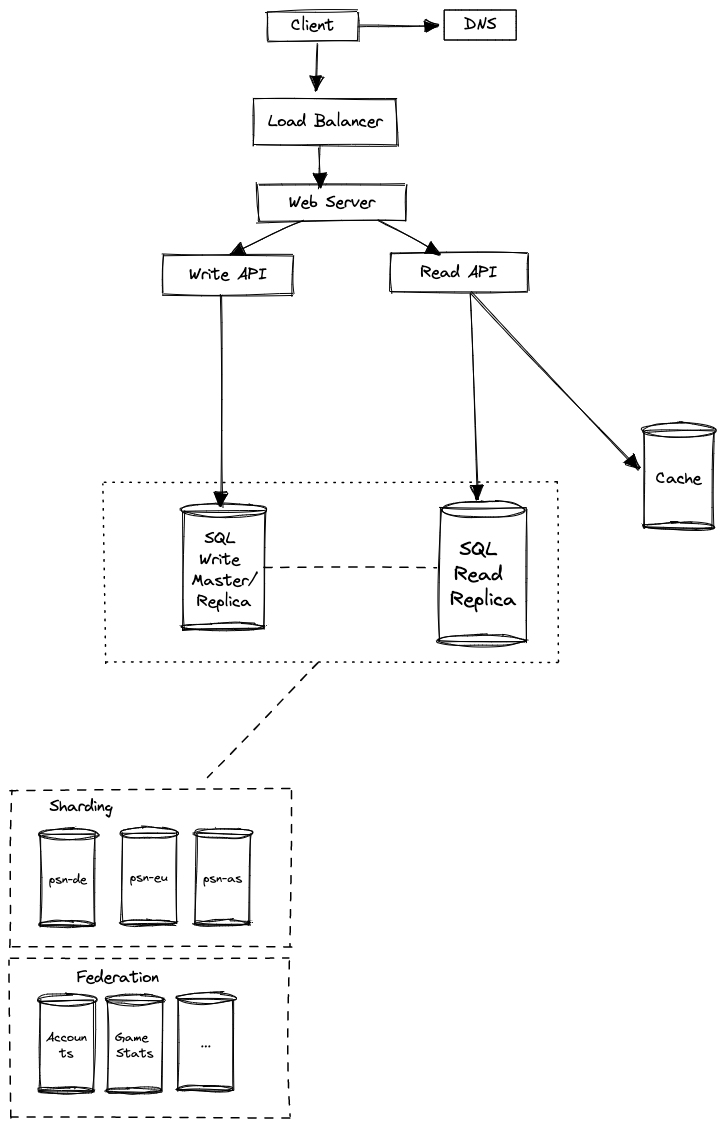 Client
DNS
Load Balancer
Web Server
Write API
Read API
Cache
SQL
Write
Master/
Replica
SQL
Read
Replica
Sharding
psn-de
psn-eu
psn-as
Federation
Accoun
ts
Game
Stats
...